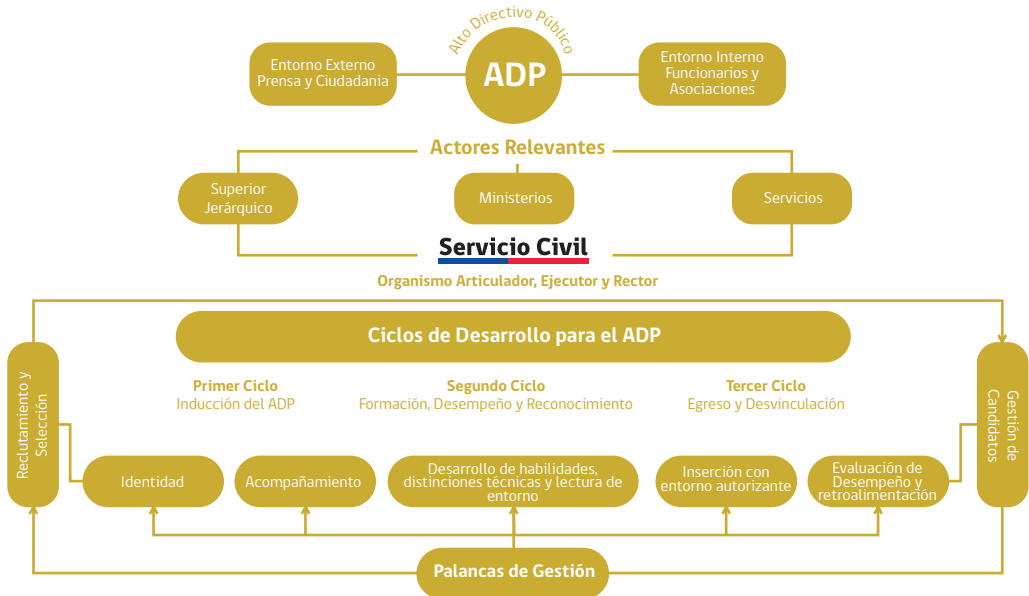 Alto Directivo Público
ADP
Entorno Externo
Prensa y Ciudadania
Entorno Interno
Funcionarios y
Asociaciones
Actores Relevantes
Superior
Jerárquico
Ministerios
Servicios
Servicio Civil
Organismo Articulador, Ejecutor y Rector
Ciclos de Desarrollo para el ADP
Primer Ciclo
Inducción del ADP
Segundo Ciclo
Formación, Desempeño y Reconocimiento
Tercer Ciclo
Egreso y Desvinculación
Reclutamiento y
Selección
Gestión de
Candidatos
Identidad
Acompañamiento
Desarrollo de habilidades,
distinciones técnicas y lectura de
entorno
Inserción con
entorno autorizante
Evaluación de
Desempeño y
retroalimentación
Palancas de Gestión